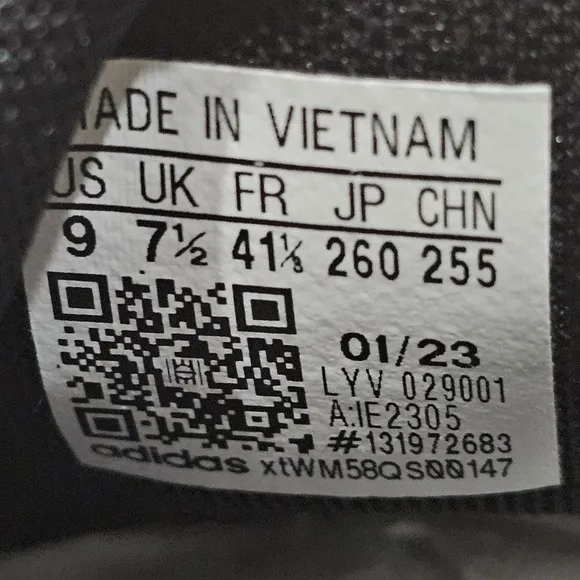 MADE IN VIETNAM
US UK FR JP CHN
9 7½ 41⅓ 260 255
01/23
LYV 029001
A:IE2305
#131972683
adidas xtWM58QS00147